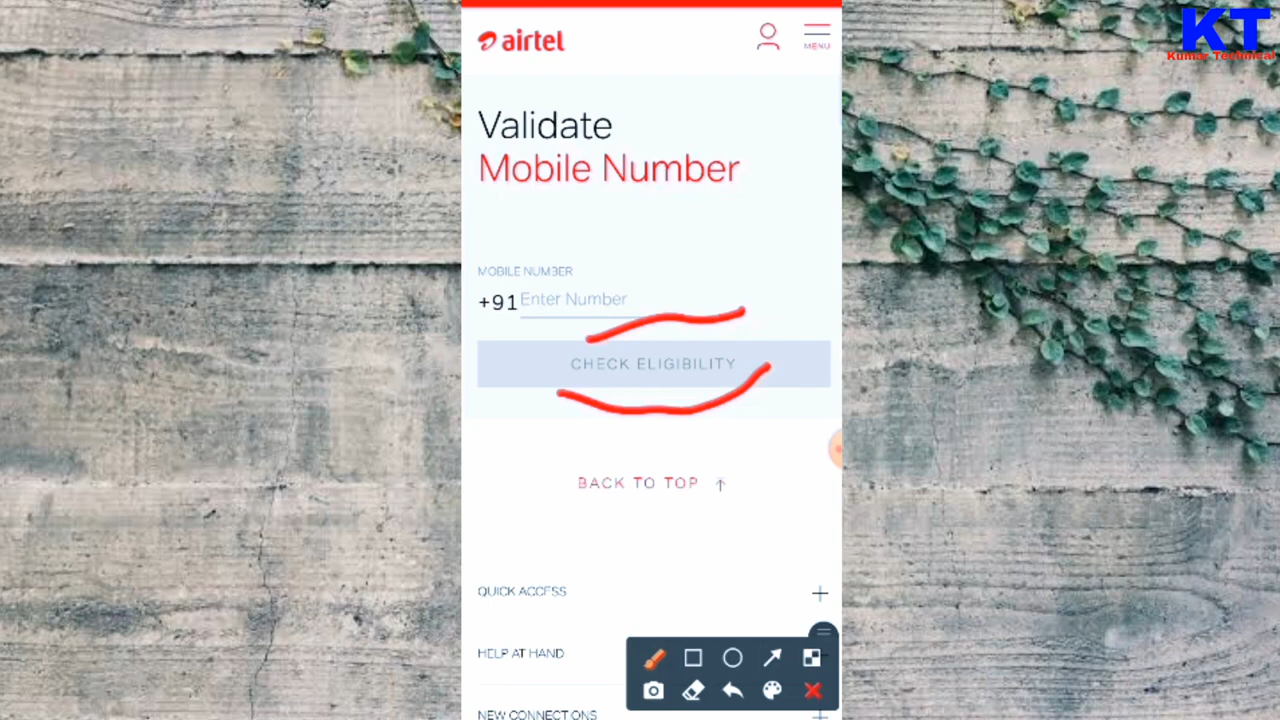 airtel
MENU
KT
Kumar Technical
Validate
Mobile Number
MOBILE NUMBER
+91 Enter Number
CHECK ELIGIBILITY
BACK TO TOP
QUICK ACCESS
HELP AT HAND
NEW CONNECTIONS